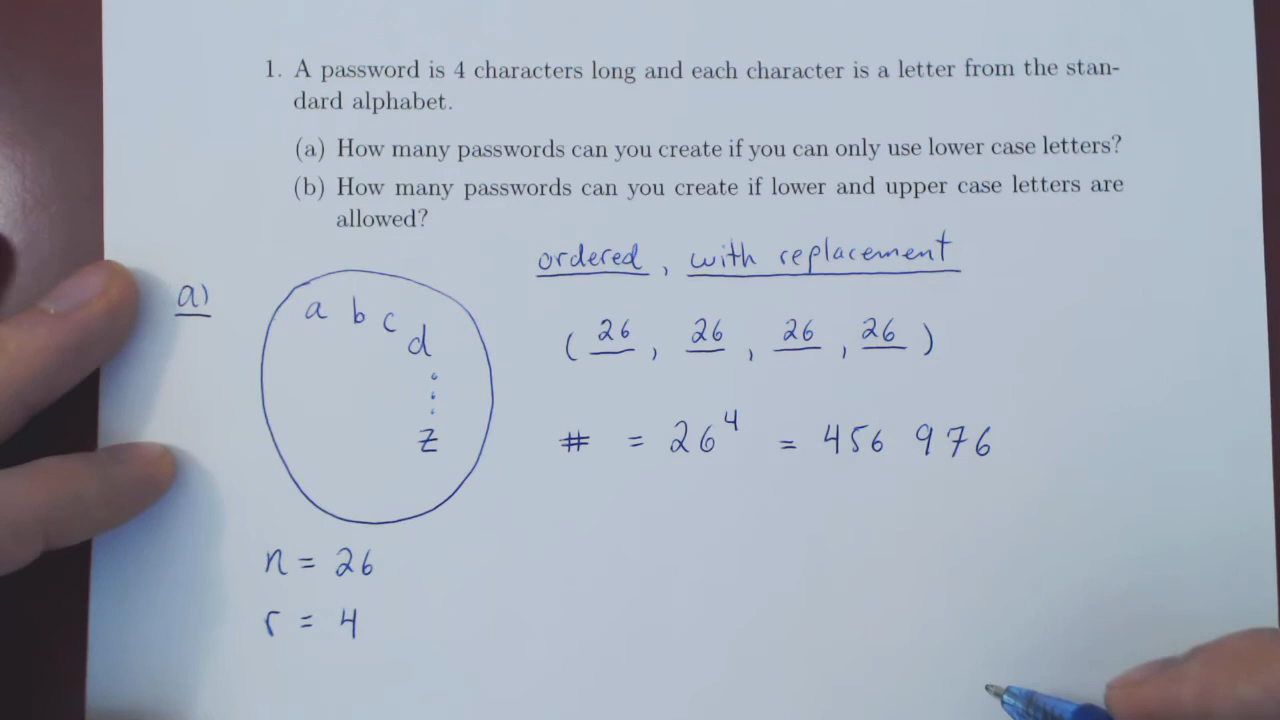 1. A password is 4 characters long and each character is a letter from the stan-
dard alphabet.
(a) How many passwords can you create if you can only use lower case letters?
(b) How many passwords can you create if lower and upper case letters are
allowed?
ordered, with replacement
a)
a b c
d
⋮
z
(26, 26, 26, 26)
# = 26⁴ = 456 976
n = 26
r = 4